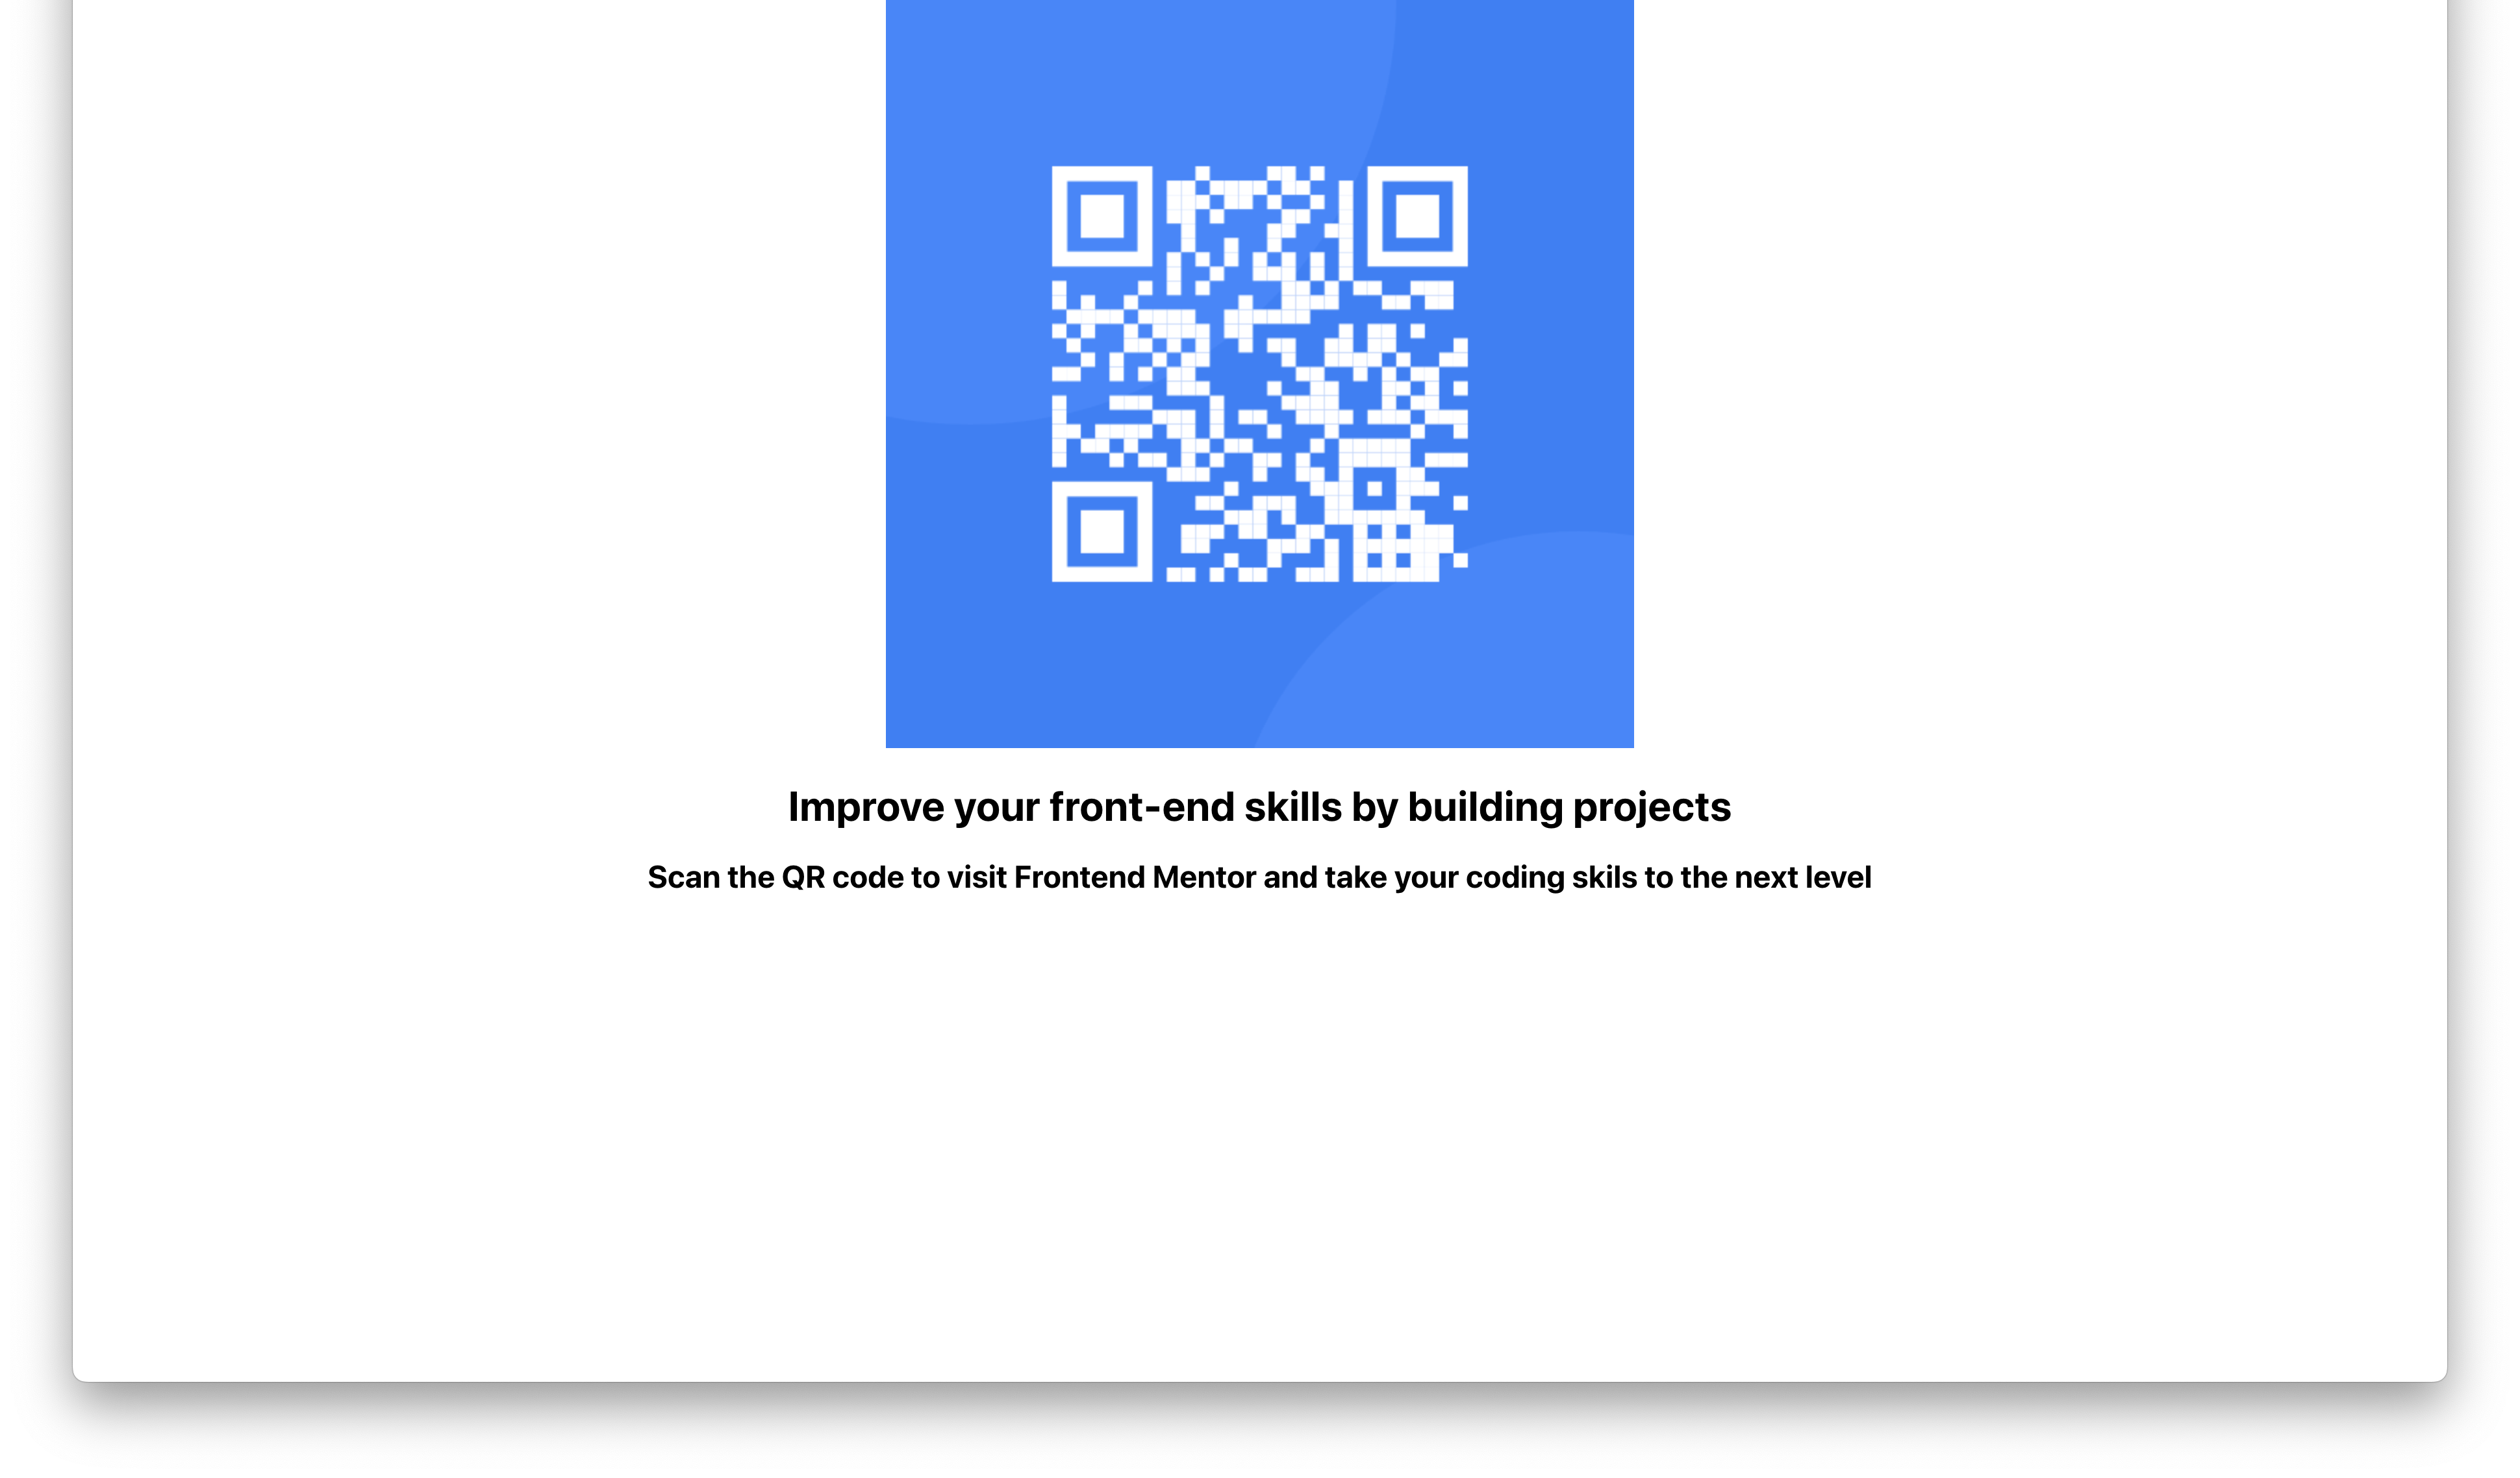 Improve your front-end skills by building projects
Scan the QR code to visit Frontend Mentor and take your coding skils to the next level